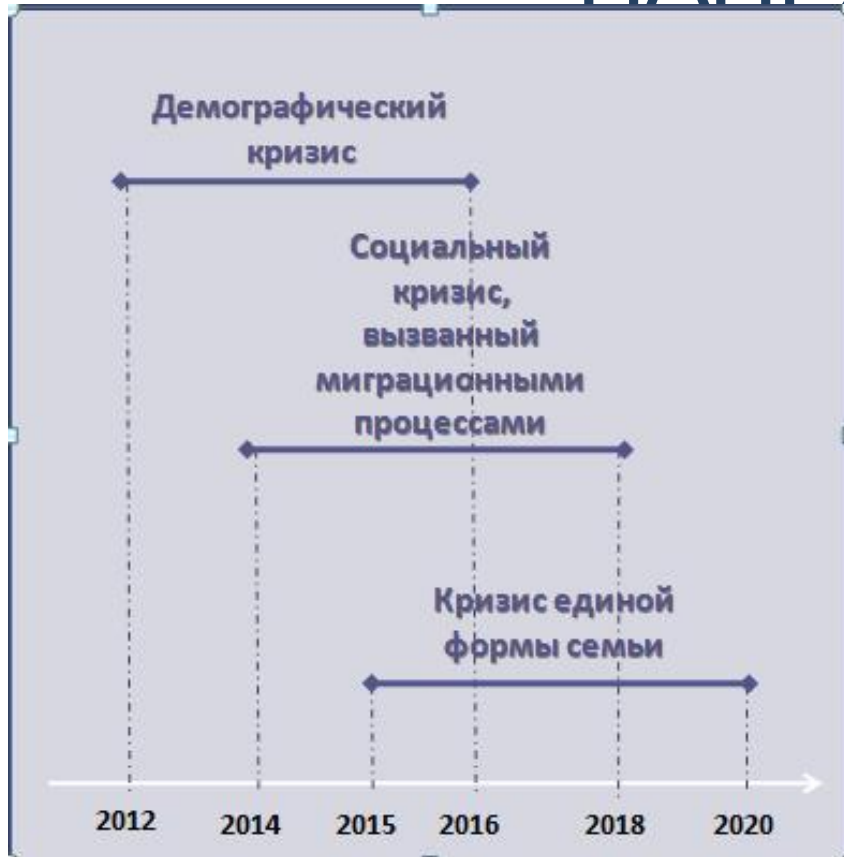 Демографический
кризис
Социальный
кризис,
вызванный
миграционными
процессами
Кризис единой
формы семьи
2012 2014 2015 2016 2018 2020